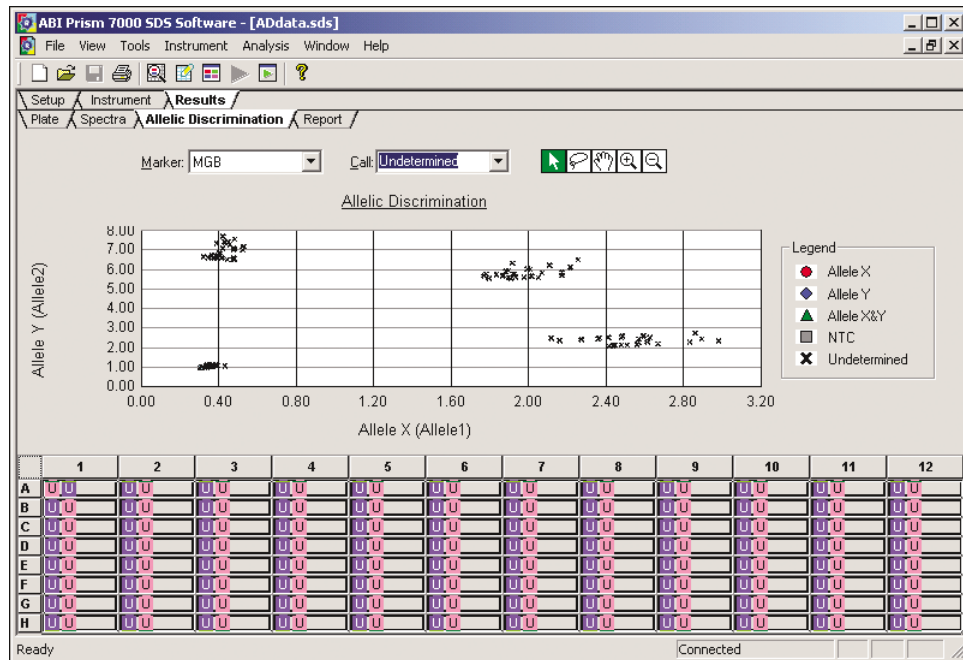 ABI Prism 7000 SDS Software - [ADdata.sds]
File View Tools Instrument Analysis Window Help
Setup Instrument Results
Plate Spectra Allelic Discrimination Report
Marker: MGB Call: Undetermined
Allelic Discrimination
8.00
7.00
6.00
5.00
4.00
3.00
2.00
1.00
0.00
Allele Y (Allele2)
0.00 0.40 0.80 1.20 1.60 2.00 2.40 2.80 3.20
Allele X (Allele1)
Legend
Allele X
Allele Y
Allele X&Y
NTC
Undetermined
1 2 3 4 5 6 7 8 9 10 11 12
A U U U U U U U U U U U U U U U U U U U U U U U U
B U U U U U U U U U U U U U U U U U U U U U U U U
C U U U U U U U U U U U U U U U U U U U U U U U U
D U U U U U U U U U U U U U U U U U U U U U U U U
E U U U U U U U U U U U U U U U U U U U U U U U U
F U U U U U U U U U U U U U U U U U U U U U U U U
G U U U U U U U U U U U U U U U U U U U U U U U U
H U U U U U U U U U U U U U U U U U U U U U U U U
Ready Connected